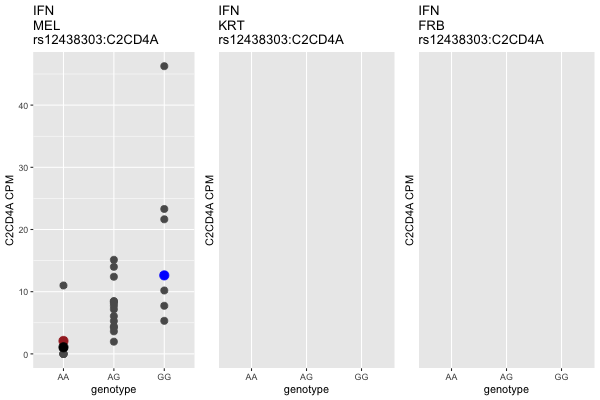 IFN
MEL
rs12438303:C2CD4A
IFN
KRT
rs12438303:C2CD4A
IFN
FRB
rs12438303:C2CD4A
C2CD4A CPM
40
30
20
10
0
AA AG GG
genotype
C2CD4A CPM
AA AG GG
genotype
C2CD4A CPM
AA AG GG
genotype